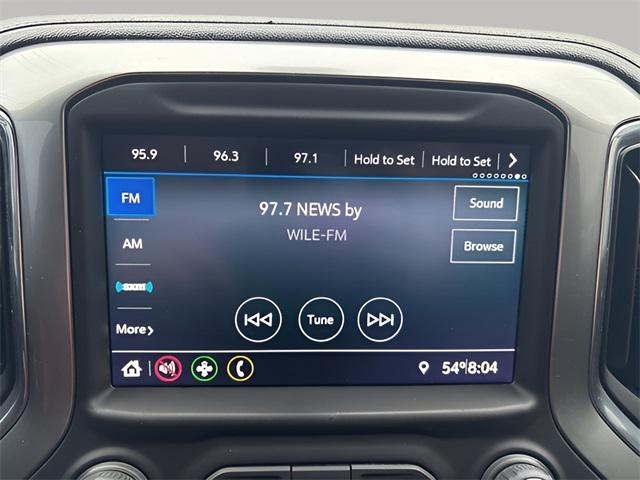 95.9 96.3 97.1 Hold to Set Hold to Set
FM
97.7 NEWS by
Sound
AM
WILE-FM
Browse
SXM
More
Tune
54° 8:04